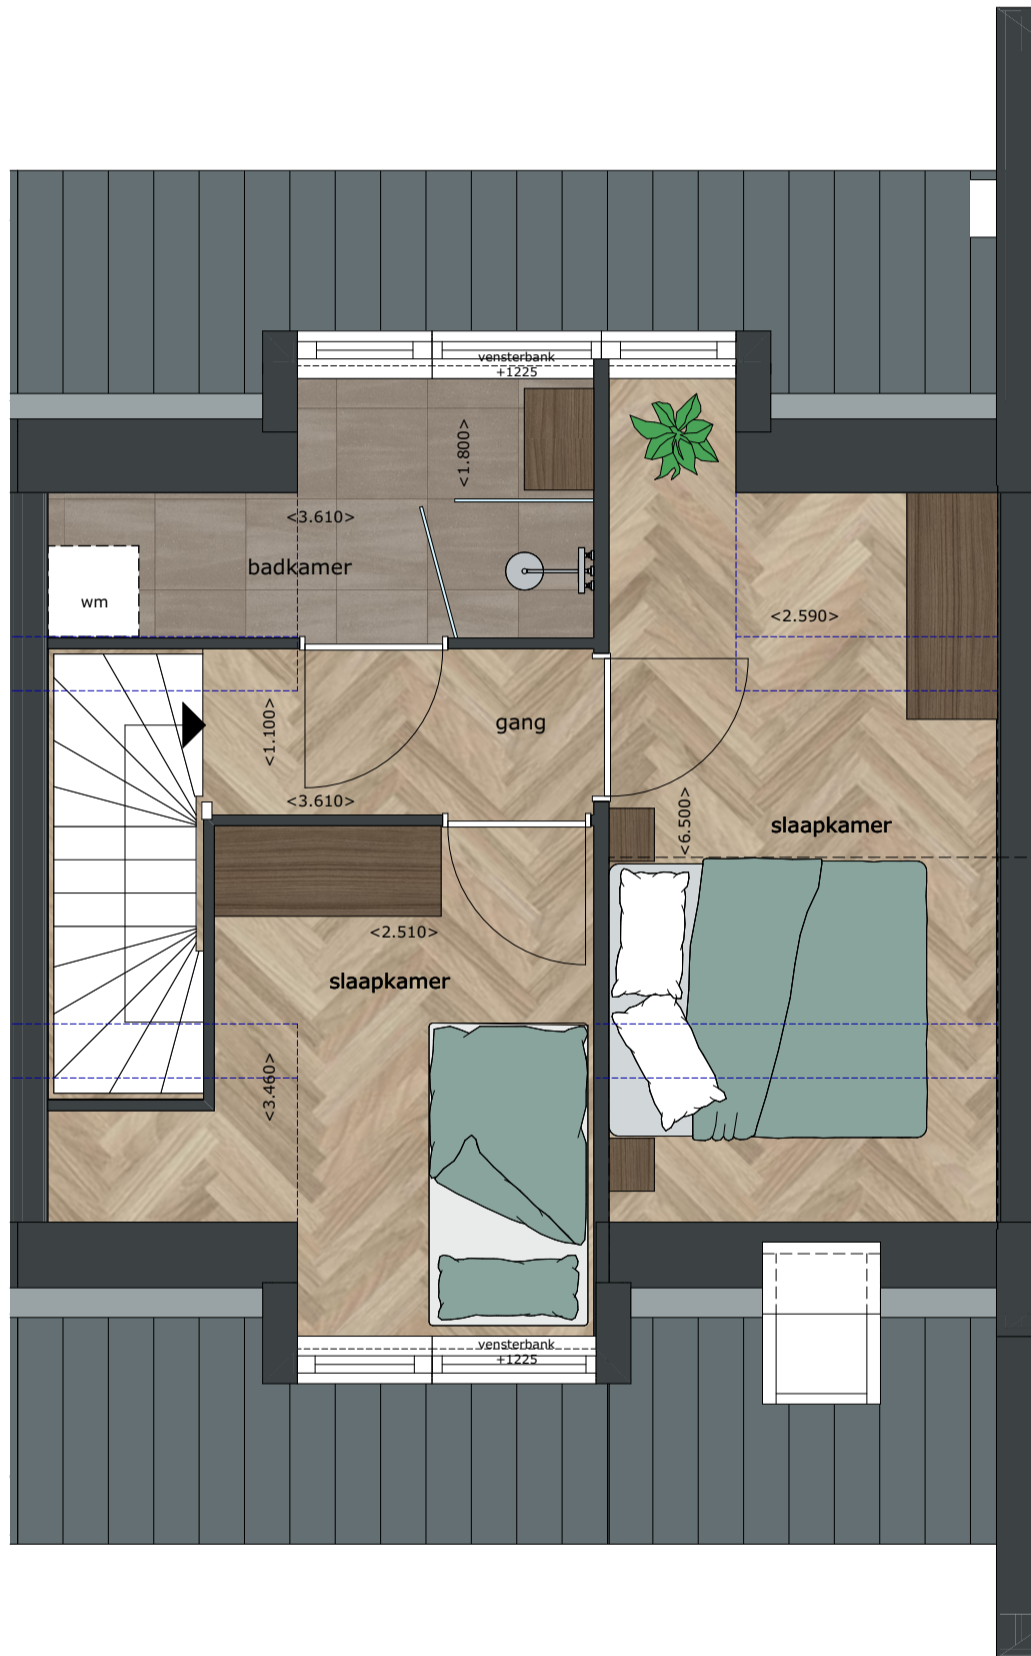 vensterbank
+1225
<1.800>
<3.610>
badkamer
wm
<2.590>
<1.100>
gang
<3.610>
<6.500>
slaapkamer
<2.510>
slaapkamer
<3.460>
vensterbank
+1225